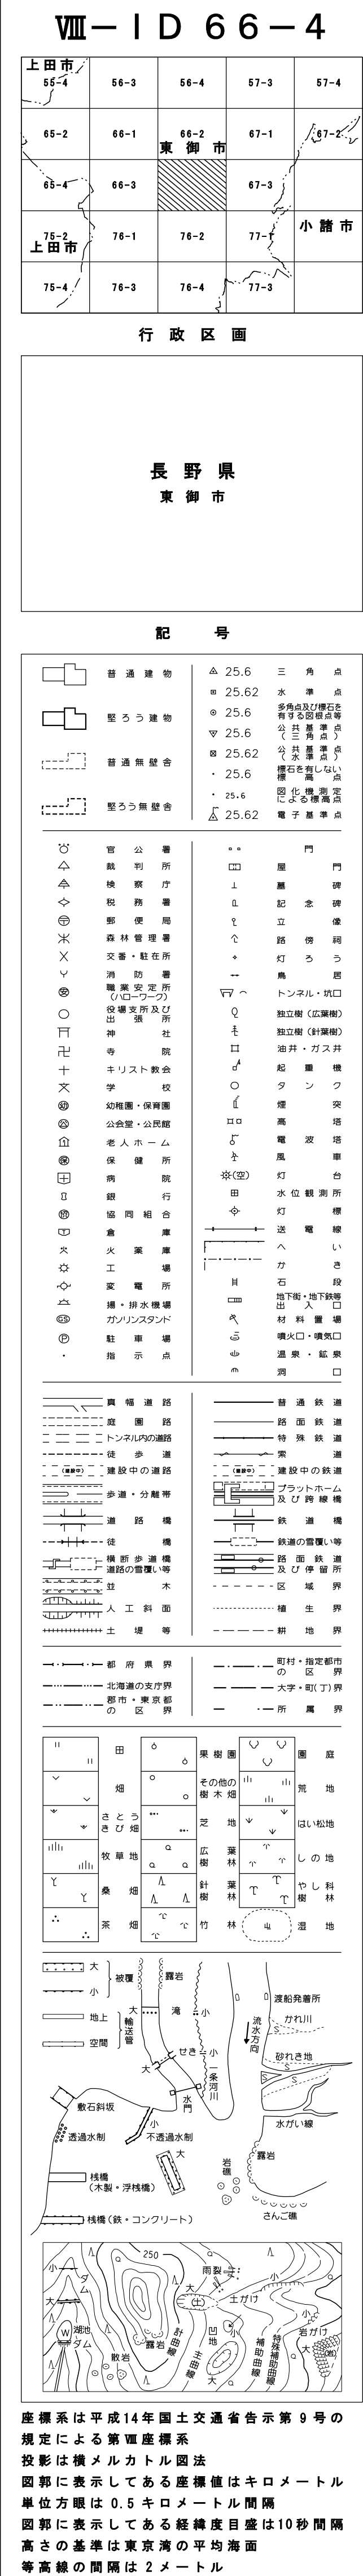 Ⅷ－ＩＤ ６６－４
上田市
55-4 56-3 56-4 57-3 57-4
65-2 66-1 66-2 67-1 67-2
東御市
65-4 66-3 67-3
小諸市
75-2 76-1 76-2 77-1
上田市
75-4 76-3 76-4 77-3
行政区画
長野県
東御市
記号
普通建物
堅ろう建物
普通無壁舎
堅ろう無壁舎
25.6 三角点
25.62 水準点
25.6 多角点及び標石を有する図根点等
25.6 公共基準点（三角点）
25.62 公共基準点（水準点）
25.6 標石を有しない標高点
25.6 図化機測定による標高点
25.62 電子基準点
官公署
裁判所
検察庁
税務署
郵便局
森林管理署
交番・駐在所
消防署
職業安定所
（ハローワーク）
役場支所及び出張所
神社
寺院
キリスト教会
学校
幼稚園・保育園
公会堂・公民館
老人ホーム
保健所
病院
銀行
協同組合
倉庫
火薬庫
工場
変電所
揚・排水機場
GS ガソリンスタンド
P 駐車場
指示点
門
屋門
墓碑
記念碑
立像
路傍祠
灯ろう
鳥居
トンネル・坑口
独立樹（広葉樹）
独立樹（針葉樹）
油井・ガス井
起重機
タンク
煙突
高塔
電波塔
風車
(空) 灯台
水位観測所
灯標
送電線
へい
かき
石段
地下街・地下鉄等出入口
材料置場
噴火口・噴気口
温泉・鉱泉
洞口
真幅道路
庭園路
トンネル内の道路
徒歩道
(建設中) 建設中の道路
歩道・分離帯
道路橋
徒橋
横断歩道橋
道路の雪覆い等
並木
人工斜面
土堤等
普通鉄道
路面鉄道
特殊鉄道
索道
(建設中) 建設中の鉄道
プラットホーム及び跨線橋
鉄道橋
鉄道の雪覆い等
路面鉄道及び停留所
区域界
植生界
耕地界
都府県界
北海道の支庁界
郡市・東京都の区界
町村・指定都市の区界
大字・町(丁)界
所属界
田
畑
さとうきび畑
牧草地
桑畑
茶畑
果樹園
その他の樹木畑
芝地
広葉樹林
針葉樹林
竹林
園庭
荒地
はい松地
しの地
やし科樹林
湿地
大
小
被覆
地上
空間
輸送管
露岩
大
滝
小
せき
小
大
水門
一条河川
流水方向
渡船発着所
かれ川
砂れき地
水がい線
敷石斜坂
透過水制
小
不透過水制
大
桟橋
（木製・浮桟橋）
桟橋（鉄・コンクリート）
岩礁
露岩
さんご礁
小
ダム
大
W
湖池
ダム
散岩
250
露岩
計曲線
主曲線
雨裂
大
(土)
土がけ
小
凹地
小
大
補助曲線
特殊補助曲線
小
岩がけ
大
(岩)
座標系は平成14年国土交通省告示第９号の
規定による第Ⅷ座標系
投影は横メルカトル図法
図郭に表示してある座標値はキロメートル
単位方眼は 0.5 キロメートル間隔
図郭に表示してある経緯度目盛は10秒間隔
高さの基準は東京湾の平均海面
等高線の間隔は２メートル